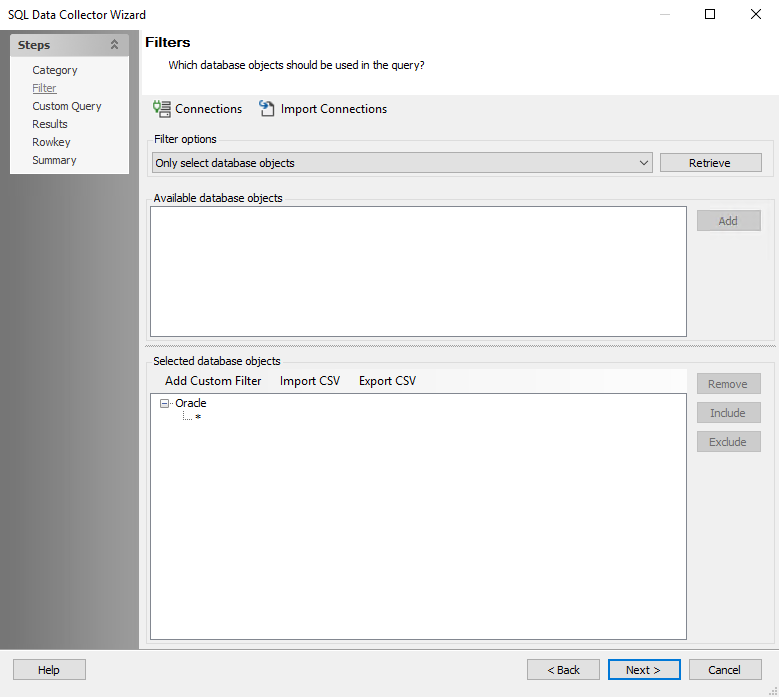 SQL Data Collector Wizard
Steps
Category
Filter
Custom Query
Results
Rowkey
Summary
Filters
Which database objects should be used in the query?
Connections Import Connections
Filter options
Only select database objects Retrieve
Available database objects
Add
Selected database objects
Add Custom Filter Import CSV Export CSV
Remove
Include
Exclude
Oracle
*
Help < Back Next > Cancel